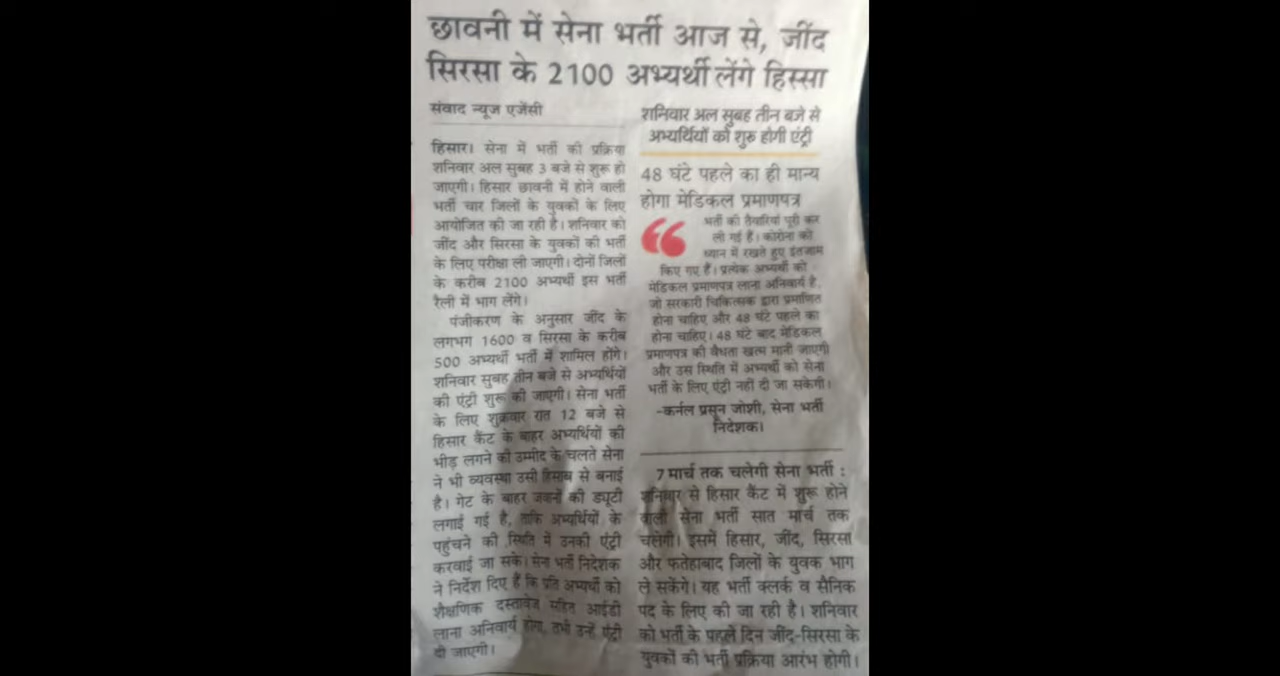 छावनी में सेना भर्ती आज से, जींद
सिरसा के 2100 अभ्यर्थी लेंगे हिस्सा
संवाद न्यूज एजेंसी
हिसार। सेना में भर्ती की प्रक्रिया
शनिवार अल सुबह 3 बजे से शुरू हो
जाएगी। हिसार छावनी में होने वाली
भर्ती चार जिलों के युवकों के लिए
आयोजित की जा रही है। शनिवार को
जींद और सिरसा के युवकों की भर्ती
के लिए परीक्षा ली जाएगी। दोनों जिलों
के करीब 2100 अभ्यर्थी इस भर्ती
रैली में भाग लेंगे।
पंजीकरण के अनुसार जींद के
लगभग 1600 व सिरसा के करीब
500 अभ्यर्थी भर्ती में शामिल होंगे।
शनिवार सुबह तीन बजे से अभ्यर्थियों
की एंट्री शुरू की जाएगी। सेना भर्ती
के लिए शुक्रवार रात 12 बजे से
हिसार कैंट के बाहर अभ्यर्थियों की
भीड़ लगने की उम्मीद के चलते सेना
ने भी व्यवस्था उसी हिसाब से बनाई
है। गेट के बाहर जवानों की ड्यूटी
लगाई गई है, ताकि अभ्यर्थियों के
पहुंचने की स्थिति में उनकी एंट्री
करवाई जा सके। सेना भर्ती निदेशक
ने निर्देश दिए हैं कि प्रति अभ्यर्थी को
शैक्षणिक दस्तावेज सहित आईडी
लाना अनिवार्य होगा, तभी उन्हें एंट्री
दी जाएगी।
शनिवार अल सुबह तीन बजे से
अभ्यर्थियों की शुरू होगी एंट्री
48 घंटे पहले का ही मान्य
होगा मेडिकल प्रमाणपत्र
भर्ती की तैयारियां पूरी कर
ली गई हैं। कोरोना को
ध्यान में रखते हुए इंतजाम
किए गए हैं। प्रत्येक अभ्यर्थी को
मेडिकल प्रमाणपत्र लाना अनिवार्य है,
जो सरकारी चिकित्सक द्वारा प्रमाणित
होना चाहिए और 48 घंटे पहले का
होना चाहिए। 48 घंटे बाद मेडिकल
प्रमाणपत्र की वैधता खत्म मानी जाएगी
और उस स्थिति में अभ्यर्थी को सेना
भर्ती के लिए एंट्री नहीं दी जा सकेगी।
-कर्नल प्रसून जोशी, सेना भर्ती
निदेशक।
7 मार्च तक चलेगी सेना भर्ती :
शनिवार से हिसार कैंट में शुरू होने
वाली सेना भर्ती सात मार्च तक
चलेगी। इसमें हिसार, जींद, सिरसा
और फतेहाबाद जिलों के युवक भाग
ले सकेंगे। यह भर्ती क्लर्क व सैनिक
पद के लिए की जा रही है। शनिवार
को भर्ती के पहले दिन जींद-सिरसा के
युवकों की भर्ती प्रक्रिया आरंभ होगी।